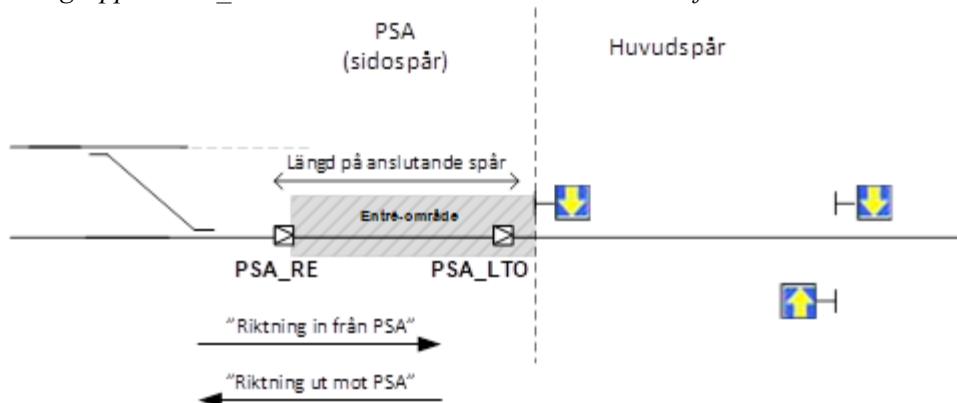 PSA
(sidospår)
Huvudspår
Längd på anslutande spår
Entré-område
PSA_RE
PSA_LTO
"Riktning in från PSA"
"Riktning ut mot PSA"